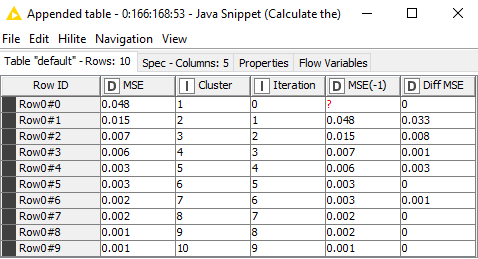 Appended table - 0:166:168:53 - Java Snippet (Calculate the)
File Edit Hilite Navigation View
Table "default" - Rows: 10 Spec - Columns: 5 Properties Flow Variables
Row ID D MSE I Cluster I Iteration D MSE(-1) D Diff MSE
Row0#0 0.048 1 0 ? 0
Row0#1 0.015 2 1 0.048 0.033
Row0#2 0.007 3 2 0.015 0.008
Row0#3 0.006 4 3 0.007 0.001
Row0#4 0.003 5 4 0.006 0.003
Row0#5 0.003 6 5 0.003 0
Row0#6 0.002 7 6 0.003 0.001
Row0#7 0.002 8 7 0.002 0
Row0#8 0.001 9 8 0.002 0
Row0#9 0.001 10 9 0.001 0